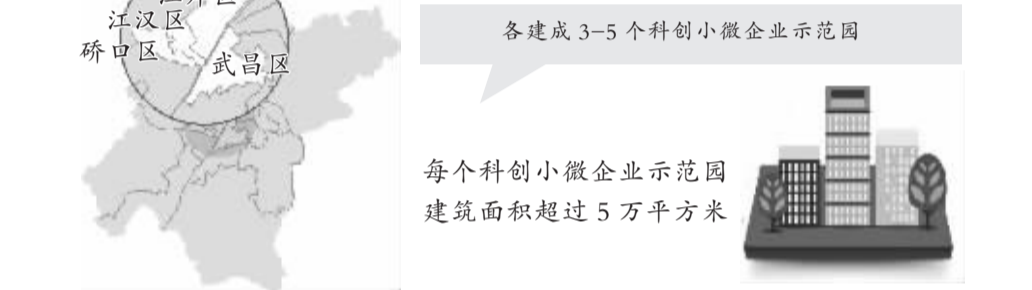 江汉区
硚口区
武昌区
各建成 3-5 个科创小微企业示范园
每个科创小微企业示范园
建筑面积超过 5 万平方米